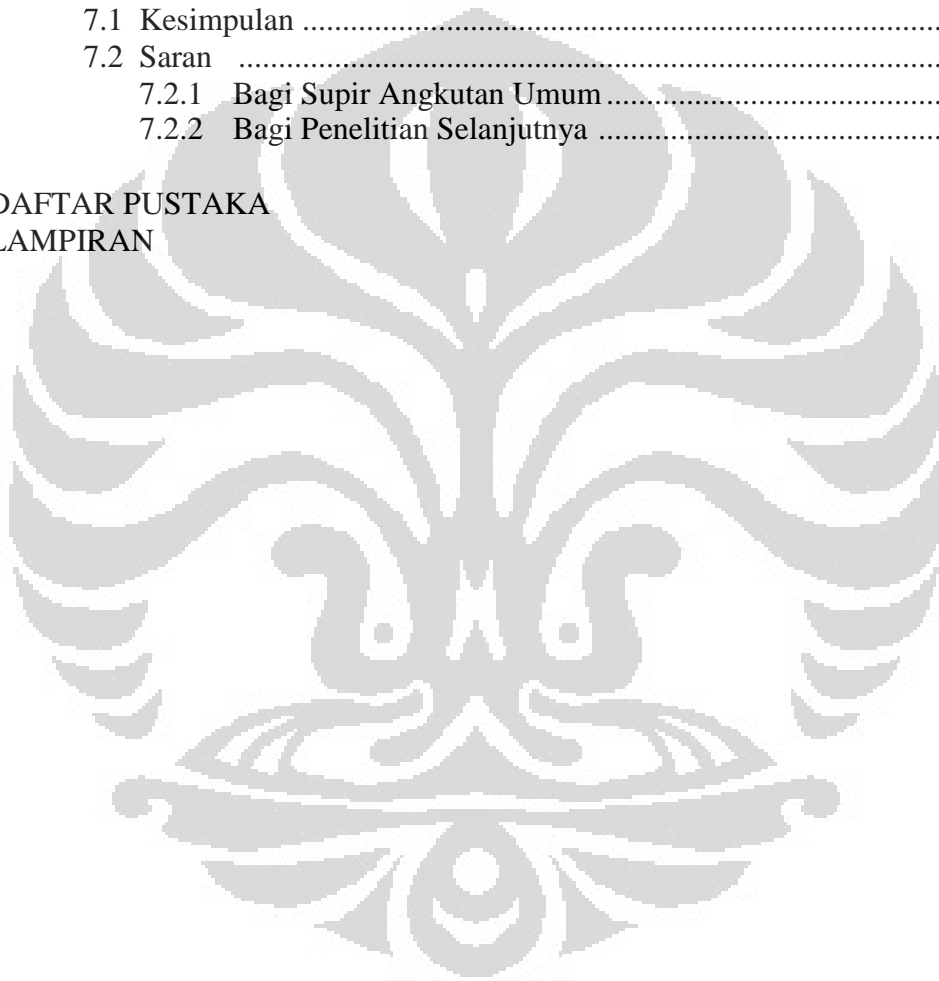 7.1 Kesimpulan ..................................................................................
7.2 Saran ..........................................................................................
7.2.1 Bagi Supir Angkutan Umum ...........................................
7.2.2 Bagi Penelitian Selanjutnya ............................................
DAFTAR PUSTAKA
LAMPIRAN